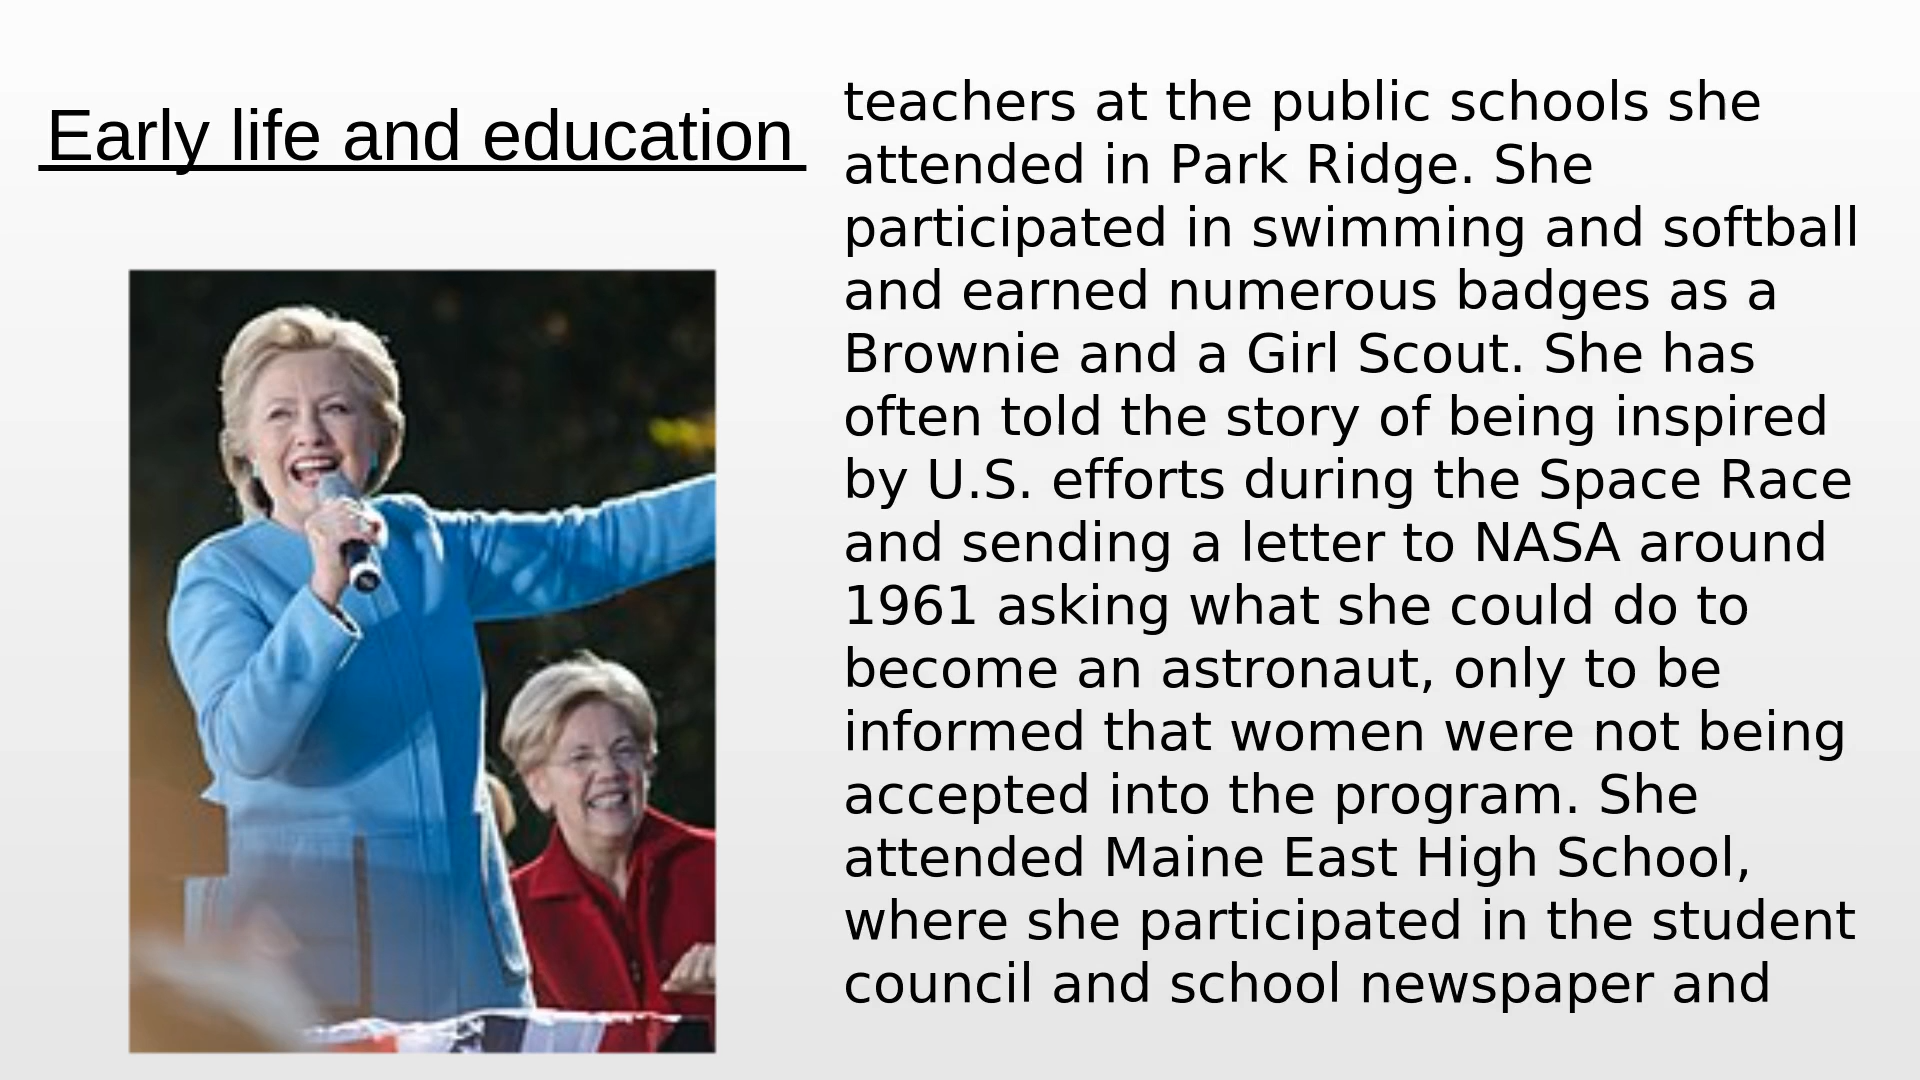 Early life and education
teachers at the public schools she
attended in Park Ridge. She
participated in swimming and softball
and earned numerous badges as a
Brownie and a Girl Scout. She has
often told the story of being inspired
by U.S. efforts during the Space Race
and sending a letter to NASA around
1961 asking what she could do to
become an astronaut, only to be
informed that women were not being
accepted into the program. She
attended Maine East High School,
where she participated in the student
council and school newspaper and